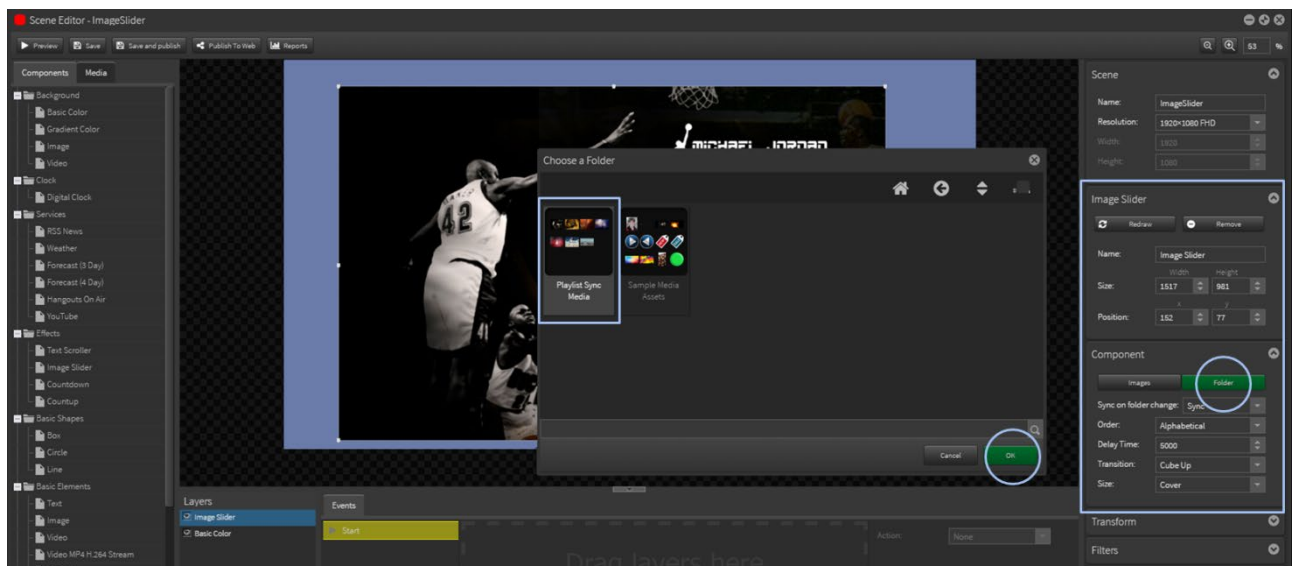 Scene Editor - ImageSlider
Preview Save Save and publish Publish To Web Reports 53 %
Components Media
Background
Basic Color
Gradient Color
Image
Video
Clock
Digital Clock
Services
RSS News
Weather
Forecast (3 Day)
Forecast (4 Day)
Hangouts On Air
YouTube
Effects
Text Scroller
Image Slider
Countdown
Countup
Basic Shapes
Box
Circle
Line
Basic Elements
Text
Image
Video
Video MP4 H.264 Stream
MICHAEL JORDAN
42
Choose a Folder
Playlist Sync
Media
Sample Media
Assets
Cancel OK
Layers
Image Slider
Basic Color
Events
Start
Drag layers here
Action: None
Scene
Name: ImageSlider
Resolution: 1920×1080 FHD
Width: 1920
Height: 1080
Image Slider
Redraw Remove
Name: Image Slider
Width Height
Size: 1517 981
x y
Position: 152 77
Component
Images Folder
Sync on folder change: Sync
Order: Alphabetical
Delay Time: 5000
Transition: Cube Up
Size: Cover
Transform
Filters